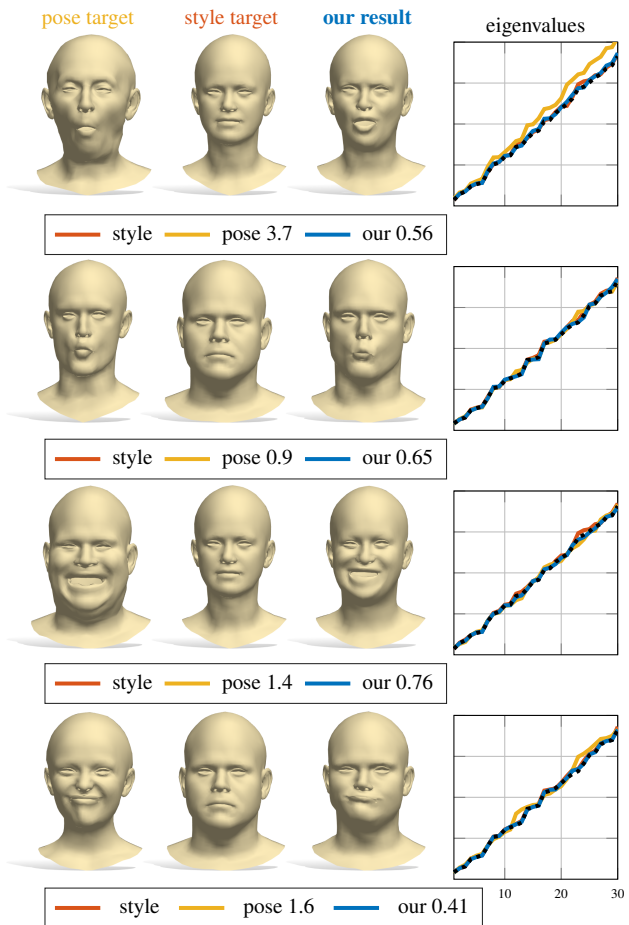 pose target style target our result eigenvalues
style pose 3.7 our 0.56
style pose 0.9 our 0.65
style pose 1.4 our 0.76
10 20 30
style pose 1.6 our 0.41